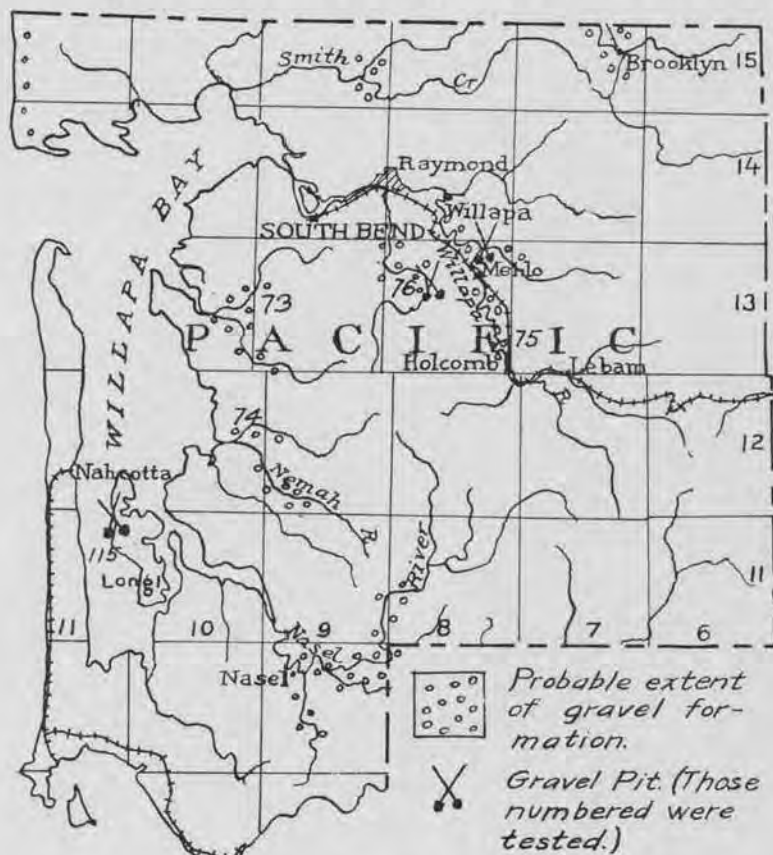 Smith
Cr.
Brooklyn
15
14
Raymond
WILLAPA BAY
Willapa
SOUTH BEND
Menlo
Willapa
76
73
13
PACIFIC
75
Holcomb
Lebam
74
12
Nahcotta
Nemah
R.
115
Long I.
River
11
11
10
9
8
7
6
Nasel
Nasel
Probable extent
of gravel for-
mation.
Gravel Pit. (Those
numbered were
tested.)